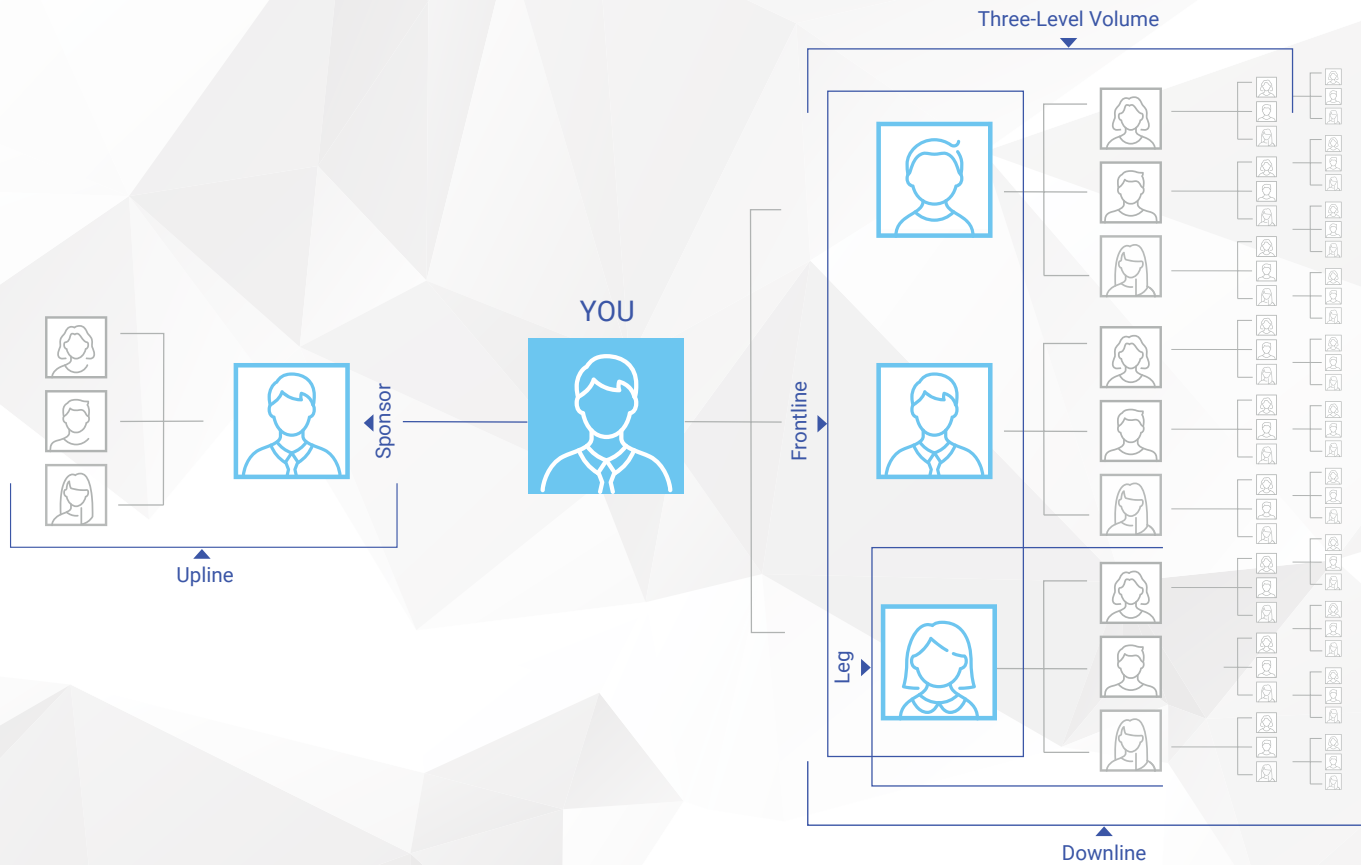 Three-Level Volume
YOU
Sponsor
Frontline
Upline
Leg
Downline